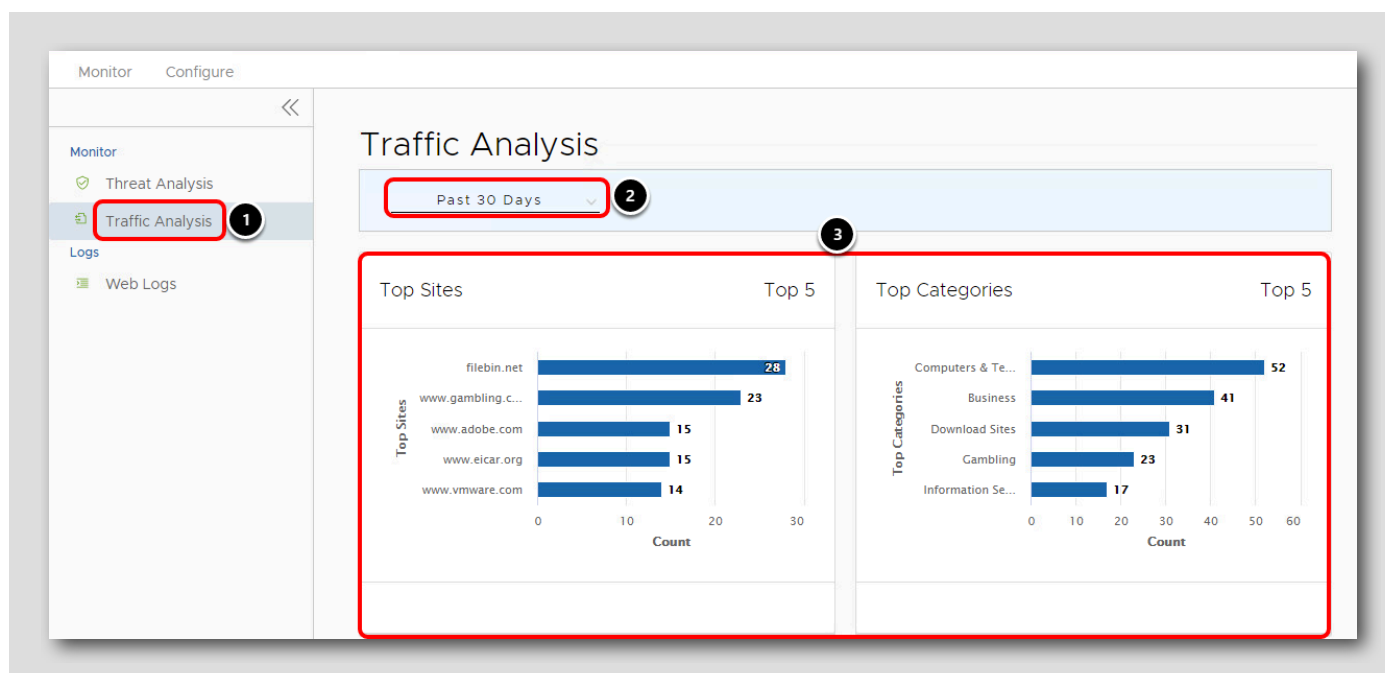 Monitor Configure
Monitor
Threat Analysis
Traffic Analysis 1
Logs
Web Logs
Traffic Analysis
Past 30 Days 2
3
Top Sites Top 5
Top Sites
filebin.net 28
www.gambling.c... 23
www.adobe.com 15
www.eicar.org 15
www.vmware.com 14
0 10 20 30
Count
Top Categories Top 5
Top Categories
Computers & Te... 52
Business 41
Download Sites 31
Gambling 23
Information Se... 17
0 10 20 30 40 50 60
Count